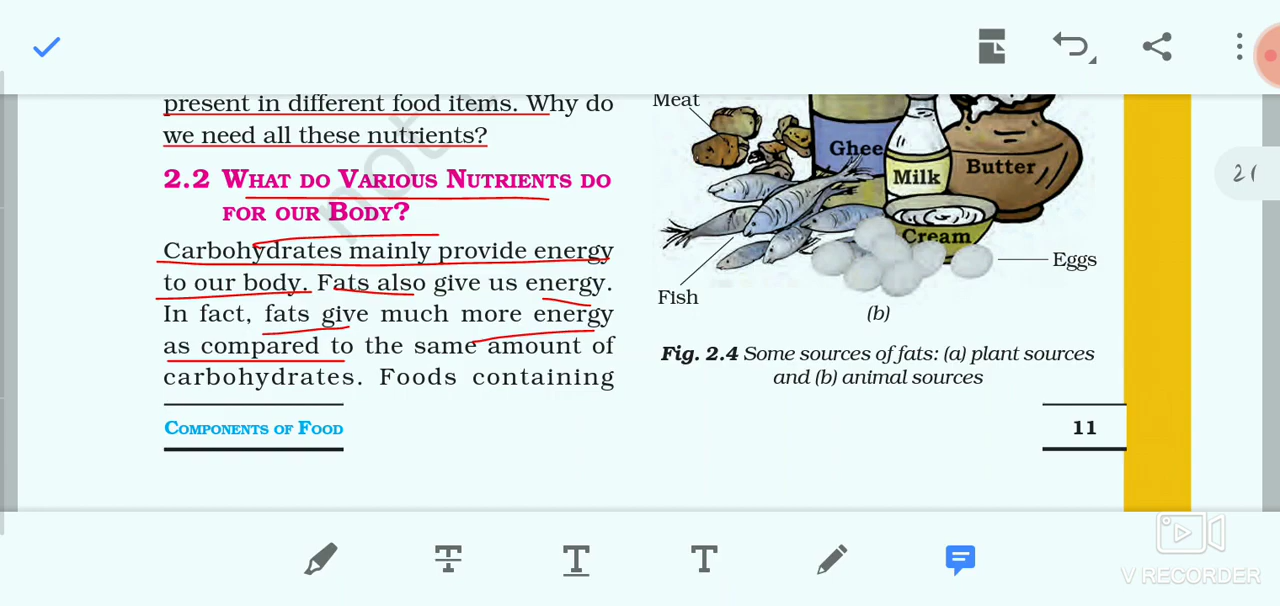 present in different food items. Why do
we need all these nutrients?
2.2 WHAT DO VARIOUS NUTRIENTS DO
FOR OUR BODY?
Carbohydrates mainly provide energy
to our body. Fats also give us energy.
In fact, fats give much more energy
as compared to the same amount of
carbohydrates. Foods containing
COMPONENTS OF FOOD
Meat
Ghee
Milk
Butter
Cream
Eggs
Fish
(b)
Fig. 2.4 Some sources of fats: (a) plant sources
and (b) animal sources
11
T
T
T
V RECORDER